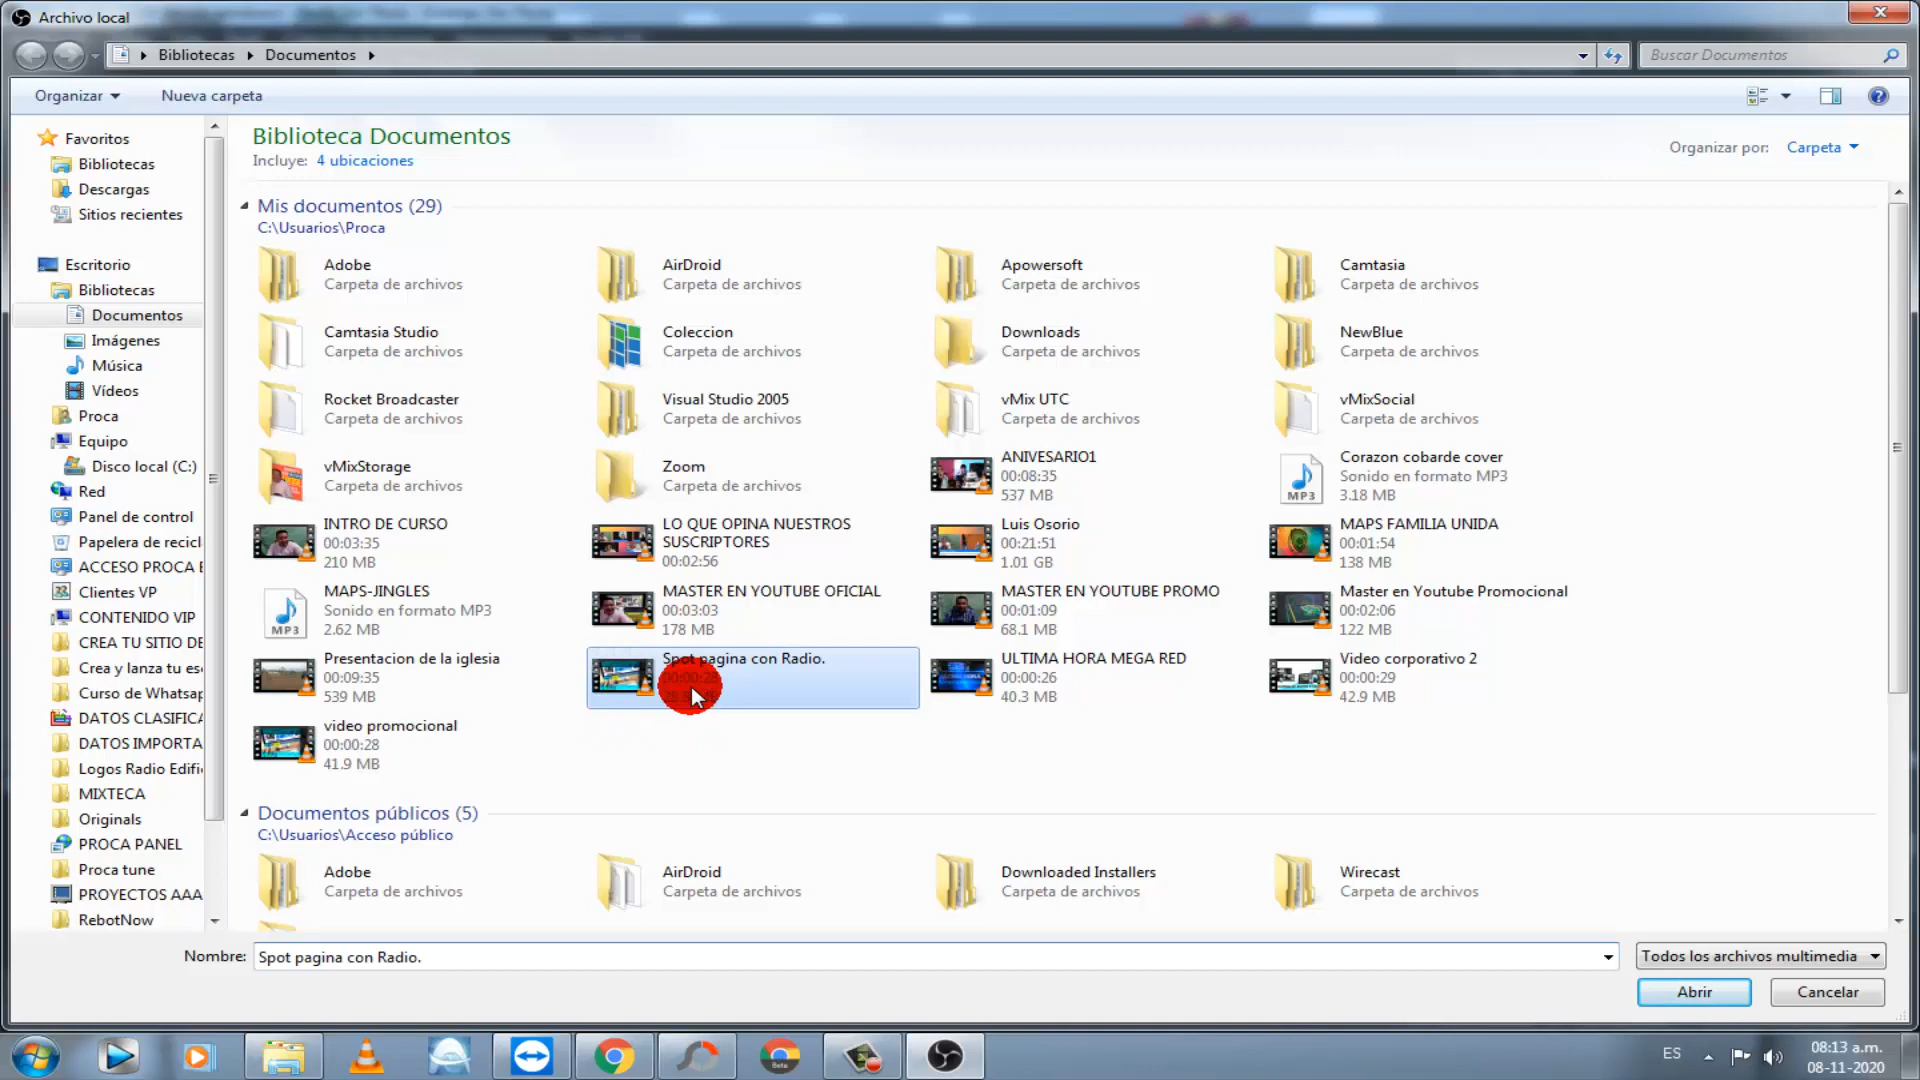 Archivo local
Bibliotecas Documentos
Buscar Documentos
Organizar
Nueva carpeta
Favoritos
Bibliotecas
Descargas
Sitios recientes
Escritorio
Bibliotecas
Documentos
Imágenes
Música
Vídeos
Proca
Equipo
Disco local (C:)
Red
Panel de control
Papelera de recicl
ACCESO PROCA E
Clientes VP
CONTENIDO VIP
CREA TU SITIO DE
Crea y lanza tu es
Curso de Whatsap
DATOS CLASIFICA
DATOS IMPORTA
Logos Radio Edifi
MIXTECA
Originals
PROCA PANEL
Proca tune
PROYECTOS AAA
RebotNow
Biblioteca Documentos
Incluye: 4 ubicaciones
Organizar por: Carpeta
Mis documentos (29)
C:\Usuarios\Proca
Adobe
Carpeta de archivos
AirDroid
Carpeta de archivos
Apowersoft
Carpeta de archivos
Camtasia
Carpeta de archivos
Camtasia Studio
Carpeta de archivos
Coleccion
Carpeta de archivos
Downloads
Carpeta de archivos
NewBlue
Carpeta de archivos
Rocket Broadcaster
Carpeta de archivos
Visual Studio 2005
Carpeta de archivos
vMix UTC
Carpeta de archivos
vMixSocial
Carpeta de archivos
vMixStorage
Carpeta de archivos
Zoom
Carpeta de archivos
ANIVESARIO1
00:08:35
537 MB
Corazon cobarde cover
Sonido en formato MP3
3.18 MB
MP3
INTRO DE CURSO
00:03:35
210 MB
LO QUE OPINA NUESTROS
SUSCRIPTORES
00:02:56
Luis Osorio
00:21:51
1.01 GB
MAPS FAMILIA UNIDA
00:01:54
138 MB
MAPS-JINGLES
Sonido en formato MP3
2.62 MB
MP3
MASTER EN YOUTUBE OFICIAL
00:03:03
178 MB
MASTER EN YOUTUBE PROMO
00:01:09
68.1 MB
Master en Youtube Promocional
00:02:06
122 MB
Presentacion de la iglesia
00:09:35
539 MB
Spot pagina con Radio.
00:00:28
ULTIMA HORA MEGA RED
00:00:26
40.3 MB
Video corporativo 2
00:00:29
42.9 MB
video promocional
00:00:28
41.9 MB
Documentos públicos (5)
C:\Usuarios\Acceso público
Adobe
Carpeta de archivos
AirDroid
Carpeta de archivos
Downloaded Installers
Carpeta de archivos
Wirecast
Carpeta de archivos
Nombre: Spot pagina con Radio.
Todos los archivos multimedia
Abrir
Cancelar
Beta
ES
08:13 a.m.
08-11-2020